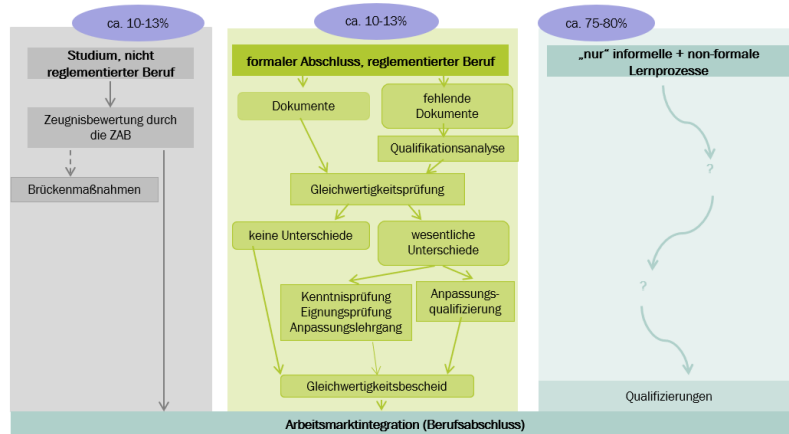 ca. 10-13%
Studium, nicht
reglementierter Beruf
Zeugnisbewertung durch
die ZAB
Brückenmaßnahmen
ca. 10-13%
formaler Abschluss, reglementierter Beruf
Dokumente
fehlende
Dokumente
Qualifikationsanalyse
Gleichwertigkeitsprüfung
keine Unterschiede
wesentliche
Unterschiede
Kenntnisprüfung
Eignungsprüfung
Anpassungslehrgang
Anpassungs-
qualifizierung
Gleichwertigkeitsbescheid
ca. 75-80%
„nur" informelle + non-formale
Lernprozesse
?
?
Qualifizierungen
Arbeitsmarktintegration (Berufsabschluss)